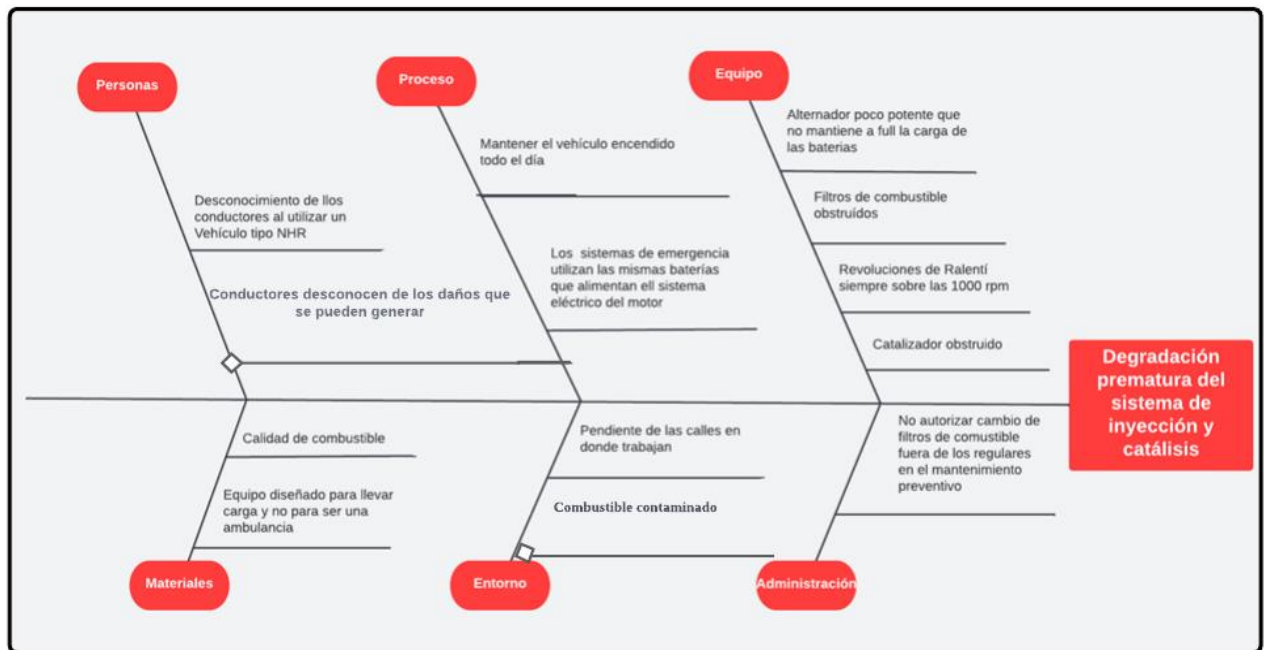 Personas
Proceso
Equipo
Desconocimiento de llos
conductores al utilizar un
Vehículo tipo NHR
Conductores desconocen de los daños que
se pueden generar
Mantener el vehículo encendido
todo el día
Los sistemas de emergencia
utilizan las mismas baterías
que alimentan ell sistema
eléctrico del motor
Alternador poco potente que
no mantiene a full la carga de
las baterias
Filtros de combustible
obstruídos
Revoluciones de Ralentí
siempre sobre las 1000 rpm
Catalizador obstruido
Degradación
prematura del
sistema de
inyección y
catálisis
Calidad de combustible
Equipo diseñado para llevar
carga y no para ser una
ambulancia
Pendiente de las calles en
donde trabajan
Combustible contaminado
No autorizar cambio de
filtros de comustible
fuera de los regulares
en el mantenimiento
preventivo
Materiales
Entorno
Administración